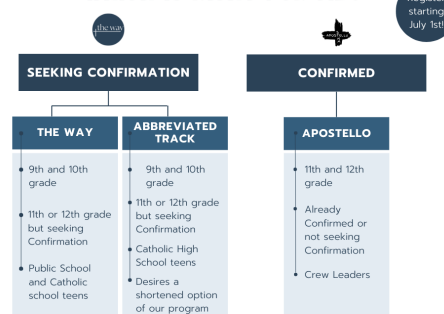 Register
starting
July 1st!
the way
APOSTELLO
SEEKING CONFIRMATION
CONFIRMED
THE WAY
9th and 10th
grade
11th or 12th grade
but seeking
Confirmation
Public School
and Catholic
school teens
ABBREVIATED
TRACK
9th and 10th
grade
11th or 12th grade
but seeking
Confirmation
Catholic High
School teens
Desires a
shortened option
of our program
APOSTELLO
11th and 12th
grade
Already
Confirmed or
not seeking
Confirmation
Crew Leaders